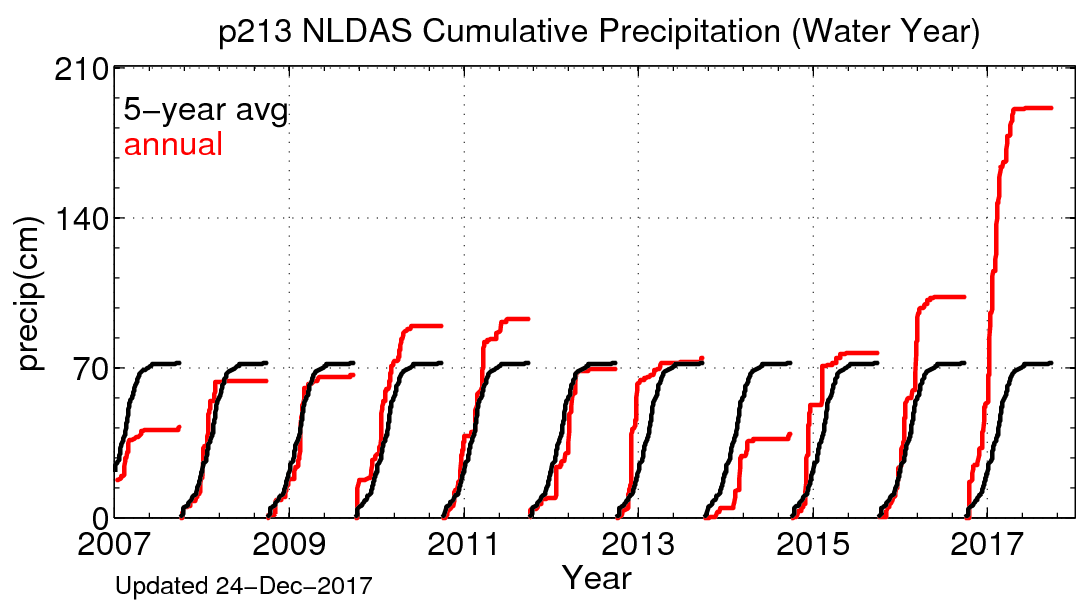 p213 NLDAS Cumulative Precipitation (Water Year)
210
5−year avg
annual
140
precip(cm)
70
0
2007 2009 2011 2013 2015 2017
Year
Updated 24−Dec−2017